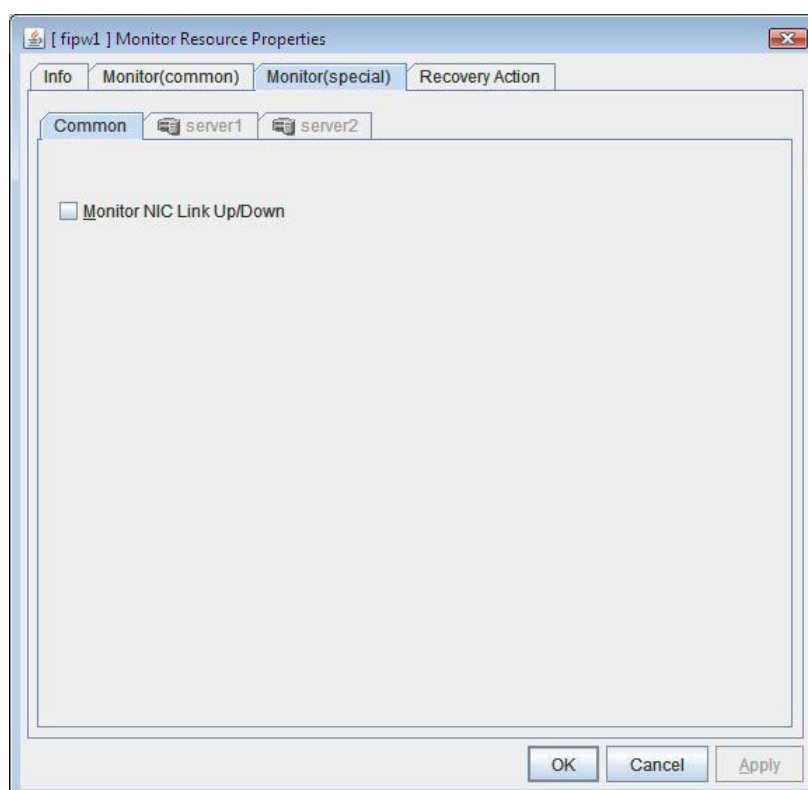 [ fipw1 ] Monitor Resource Properties
Info Monitor(common) Monitor(special) Recovery Action
Common server1 server2
Monitor NIC Link Up/Down
OK Cancel Apply